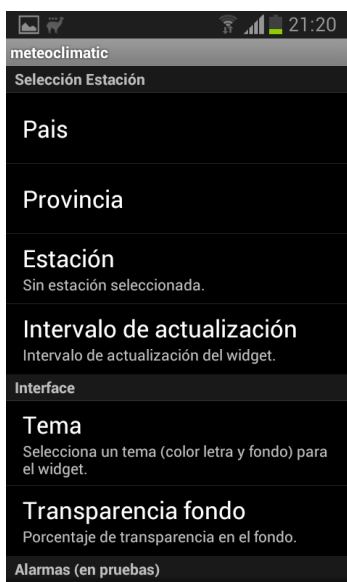 21:20
meteoclimatic
Selección Estación
Pais
Provincia
Estación
Sin estación seleccionada.
Intervalo de actualización
Intervalo de actualización del widget.
Interface
Tema
Selecciona un tema (color letra y fondo) para
el widget.
Transparencia fondo
Porcentaje de transparencia en el fondo.
Alarmas (en pruebas)